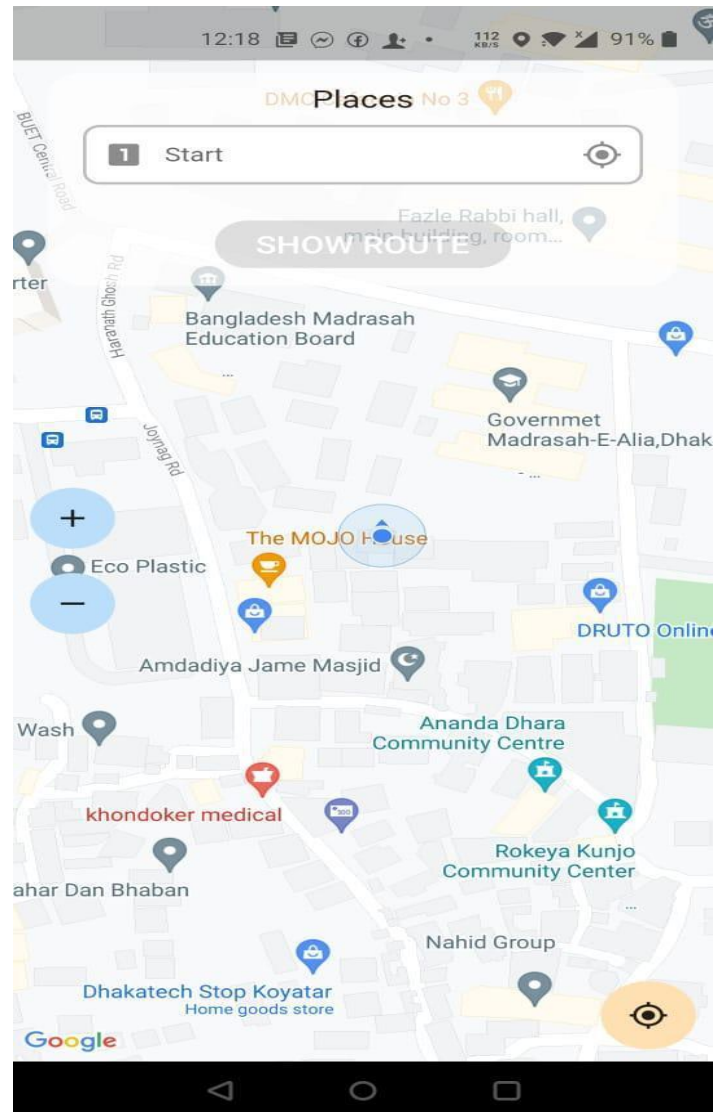 12:18
112
KB/S
91%
DMC
No 3
Places
BUET Central Road
1
Start
Fazle Rabbi hall,
main building, room...
SHOW ROUTE
rter
Haranath Ghosh Rd
Bangladesh Madrasah
Education Board
...
Governmet
Madrasah-E-Alia,Dhak
- ...
Joynag Rd
+
The MOJO House
Eco Plastic
−
DRUTO Online
Amdadiya Jame Masjid
Wash
Ananda Dhara
Community Centre
khondoker medical
Rokeya Kunjo
Community Center
ahar Dan Bhaban
...
Nahid Group
Dhakatech Stop Koyatar
Home goods store
Google